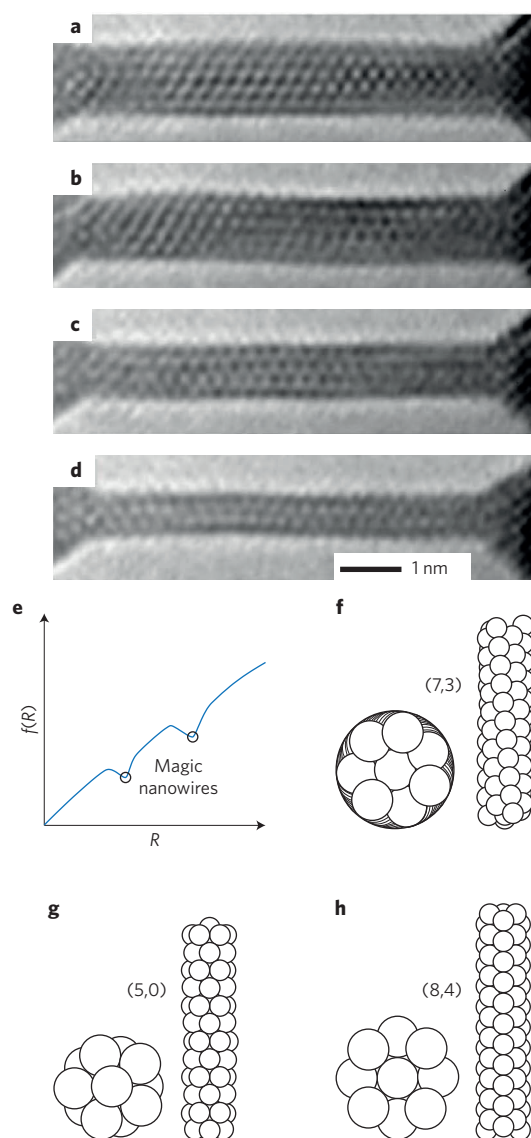 a
b
c
d
1 nm
e
f(R)
Magic
nanowires
R
f
(7,3)
g
(5,0)
h
(8,4)